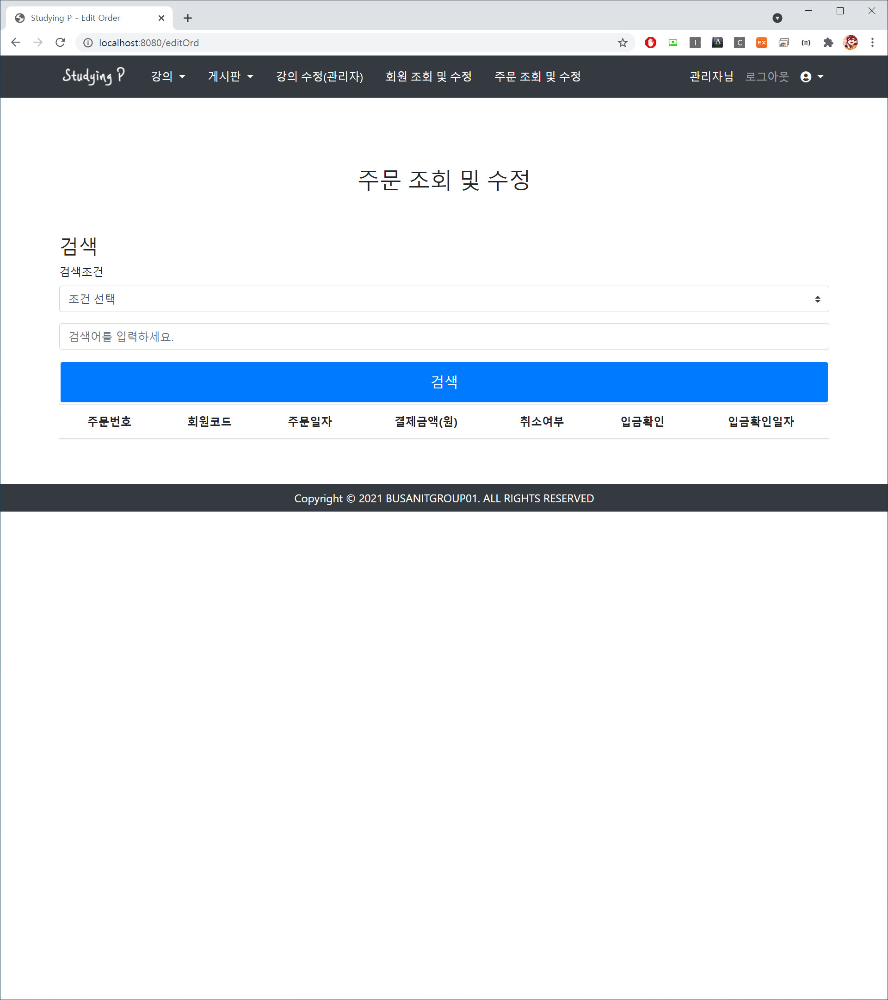 Studying P - Edit Order
localhost:8080/editOrd
Studying P 강의 게시판 강의 수정(관리자) 회원 조회 및 수정 주문 조회 및 수정 관리자님 로그아웃
주문 조회 및 수정
검색
검색조건
조건 선택
검색어를 입력하세요.
검색
주문번호 회원코드 주문일자 결제금액(원) 취소여부 입금확인 입금확인일자
Copyright © 2021 BUSANITGROUP01. ALL RIGHTS RESERVED